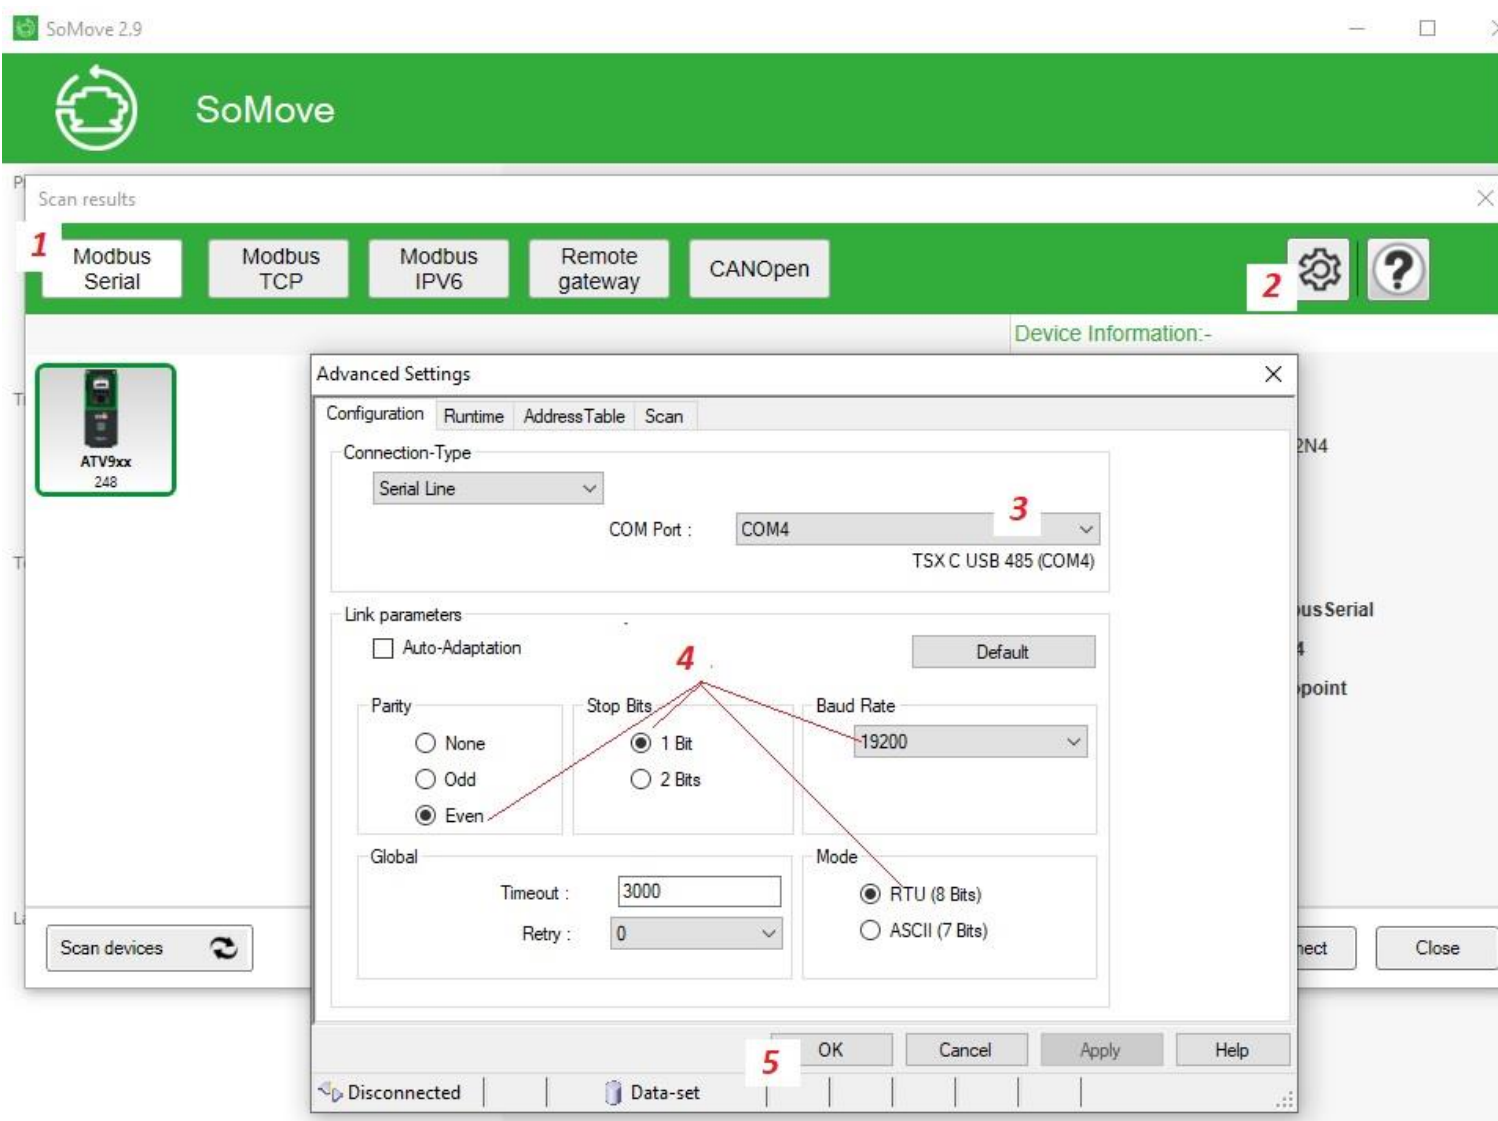 SoMove 2.9
SoMove
Scan results
1
Modbus Serial
Modbus TCP
Modbus IPV6
Remote gateway
CANOpen
2
?
Device Information:-
ATV9xx
248
Advanced Settings
Configuration Runtime AddressTable Scan
Connection-Type
Serial Line
3
COM Port : COM4
TSX C USB 485 (COM4)
2N4
Link parameters
Auto-Adaptation
Default
4
Parity
None
Odd
Even
Stop Bits
1 Bit
2 Bits
Baud Rate
19200
Global
Timeout : 3000
Retry : 0
Mode
RTU (8 Bits)
ASCII (7 Bits)
us Serial
4
point
Scan devices
nect
Close
5
OK Cancel Apply Help
Disconnected Data-set